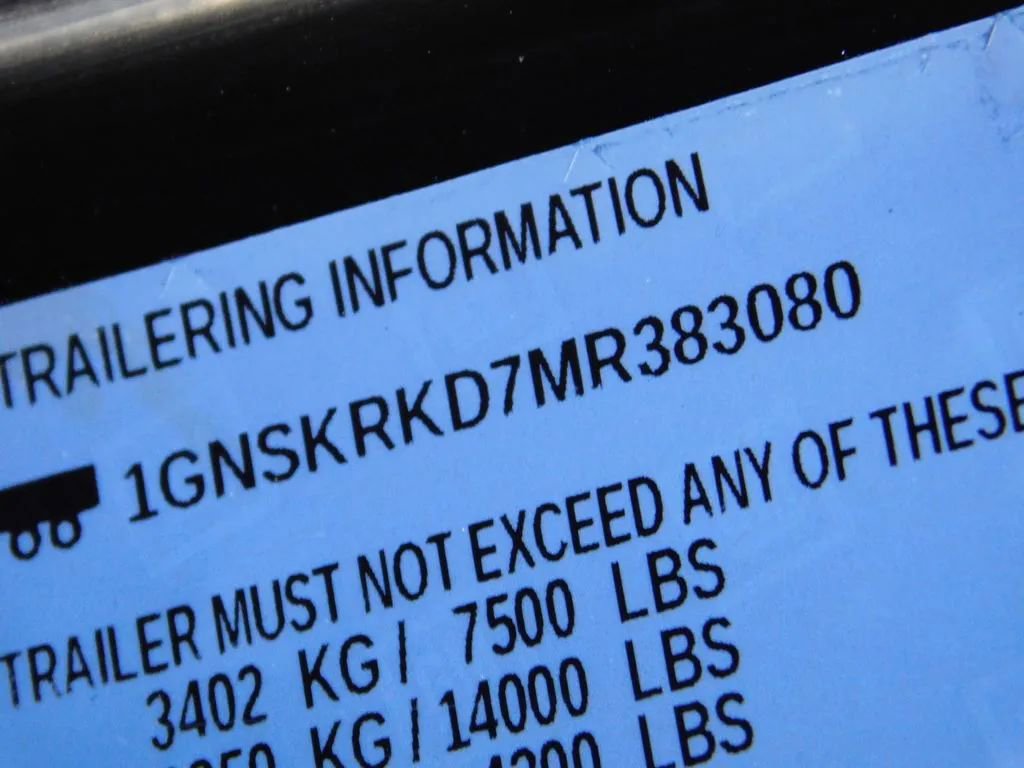 TRAILERING INFORMATION
1GNSKRKD7MR383080
TRAILER MUST NOT EXCEED ANY OF THESE
3402 KG / 7500 LBS
KG / 14000 LBS
LBS